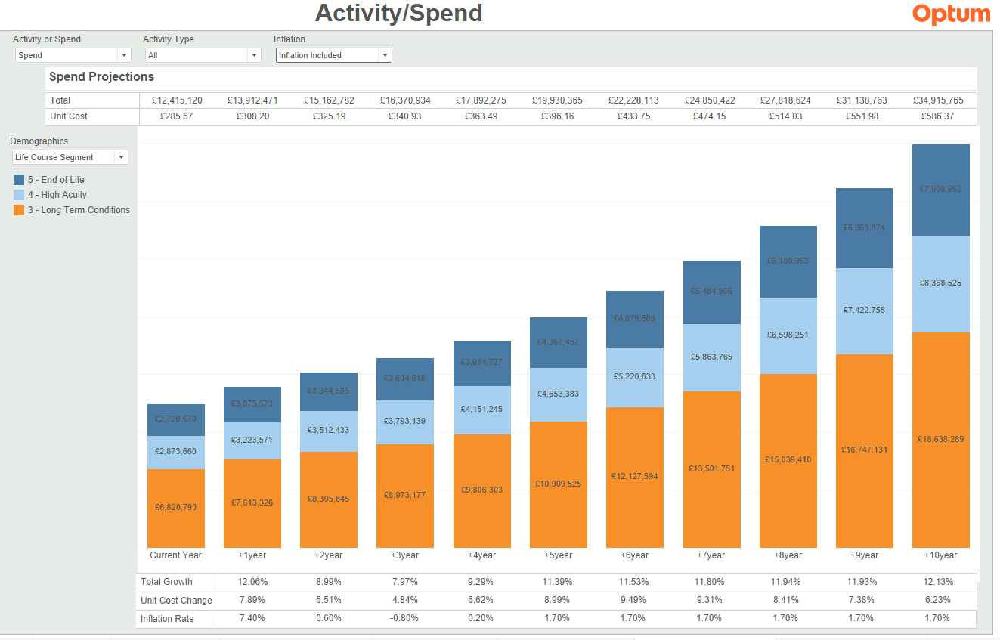 Activity/Spend
Optum
Activity or Spend Activity Type Inflation
Spend All Inflation Included
Spend Projections
Total £12,415,120 £13,912,471 £15,162,782 £16,370,934 £17,892,275 £19,930,365 £22,228,113 £24,850,422 £27,818,624 £31,138,763 £34,915,765
Unit Cost £285.67 £308.20 £325.19 £340.93 £363.49 £396.16 £433.75 £474.15 £514.03 £551.98 £586.37
Demographics
Life Course Segment
5 - End of Life
4 - High Acuity
3 - Long Term Conditions
£2,720,670 £3,075,573 £3,344,505 £3,604,618 £3,934,727 £4,367,457 £4,879,686 £5,484,906 £6,180,963 £6,968,874 £7,908,952
£2,873,660 £3,223,571 £3,512,433 £3,793,139 £4,151,245 £4,653,383 £5,220,833 £5,863,765 £6,598,251 £7,422,758 £8,368,525
£6,820,790 £7,613,326 £8,305,845 £8,973,177 £9,806,303 £10,909,525 £12,127,594 £13,501,751 £15,039,410 £16,747,131 £18,638,289
Current Year +1year +2year +3year +4year +5year +6year +7year +8year +9year +10year
Total Growth 12.06% 8.99% 7.97% 9.29% 11.39% 11.53% 11.80% 11.94% 11.93% 12.13%
Unit Cost Change 7.89% 5.51% 4.84% 6.62% 8.99% 9.49% 9.31% 8.41% 7.38% 6.23%
Inflation Rate 7.40% 0.60% -0.80% 0.20% 1.70% 1.70% 1.70% 1.70% 1.70% 1.70%